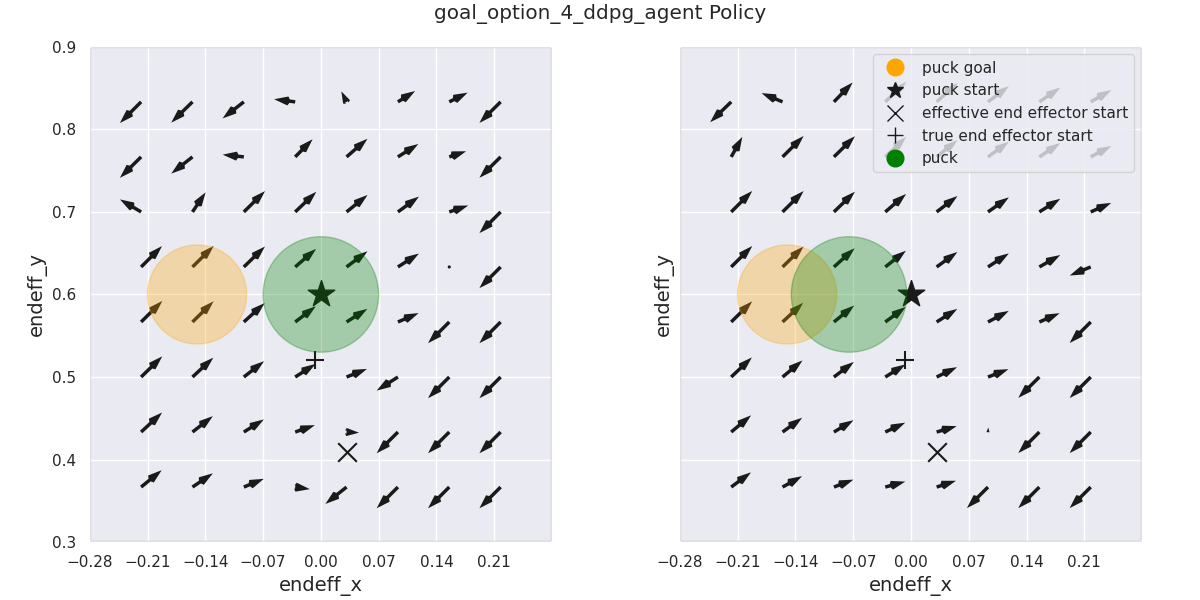 goal_option_4_ddpg_agent Policy
0.9
0.8
0.7
0.6
0.5
0.4
0.3
endeff_y
−0.28 −0.21 −0.14 −0.07 0.00 0.07 0.14 0.21
endeff_x
puck goal
puck start
effective end effector start
true end effector start
puck
endeff_y
−0.28 −0.21 −0.14 −0.07 0.00 0.07 0.14 0.21
endeff_x